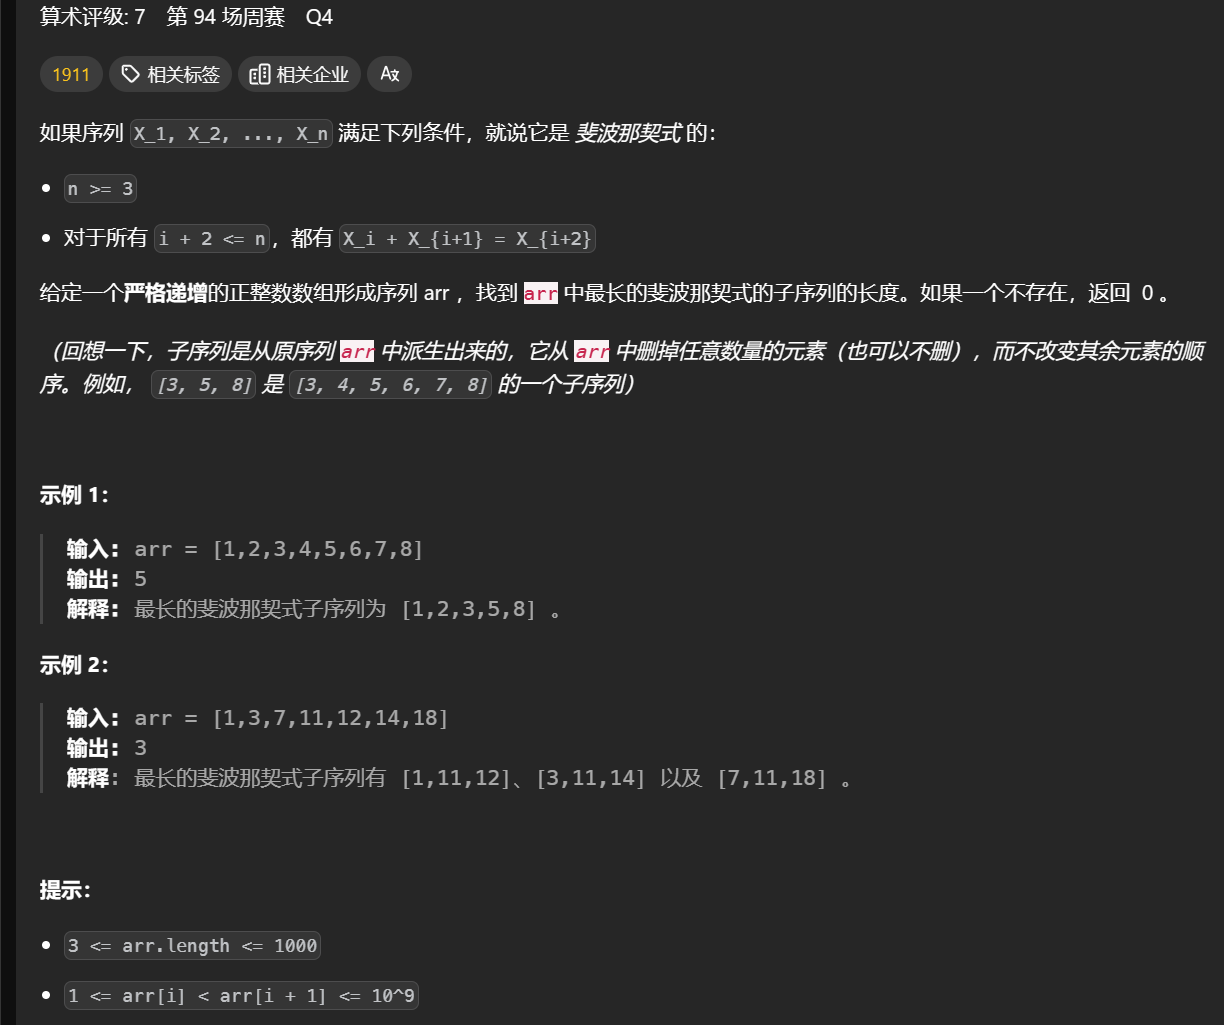 算术评级: 7 第 94 场周赛 Q4
1911 相关标签 相关企业 A文
如果序列 X_1, X_2, ..., X_n 满足下列条件，就说它是 斐波那契式 的：
n >= 3
对于所有 i + 2 <= n，都有 X_i + X_{i+1} = X_{i+2}
给定一个严格递增的正整数数组形成序列 arr ，找到 arr 中最长的斐波那契式的子序列的长度。如果一个不存在，返回 0 。
（回想一下，子序列是从原序列 arr 中派生出来的，它从 arr 中删掉任意数量的元素（也可以不删），而不改变其余元素的顺
序。例如， [3, 5, 8] 是 [3, 4, 5, 6, 7, 8] 的一个子序列）
示例 1：
输入： arr = [1,2,3,4,5,6,7,8]
输出： 5
解释： 最长的斐波那契式子序列为 [1,2,3,5,8] 。
示例 2：
输入： arr = [1,3,7,11,12,14,18]
输出： 3
解释： 最长的斐波那契式子序列有 [1,11,12]、[3,11,14] 以及 [7,11,18] 。
提示：
3 <= arr.length <= 1000
1 <= arr[i] < arr[i + 1] <= 10^9